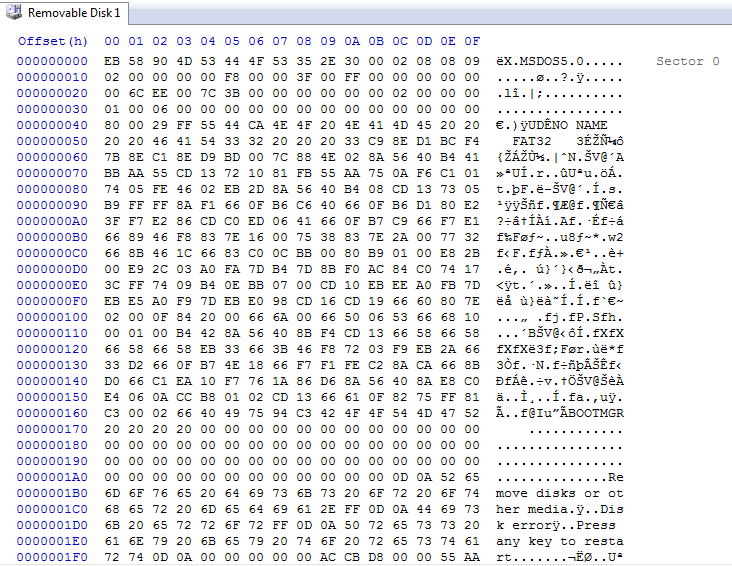 Removable Disk 1
Offset(h) 00 01 02 03 04 05 06 07 08 09 0A 0B 0C 0D 0E 0F
000000000 EB 58 90 4D 53 44 4F 53 35 2E 30 00 02 08 08 09 ëX.MSDOS5.0..... Sector 0
000000010 02 00 00 00 00 F8 00 00 3F 00 FF 00 00 00 00 00 .....ø..?.ÿ.....
000000020 00 6C EE 00 7C 3B 00 00 00 00 00 00 02 00 00 00 .lî.|;..........
000000030 01 00 06 00 00 00 00 00 00 00 00 00 00 00 00 00 ................
000000040 80 00 29 FF 55 44 CA 4E 4F 20 4E 41 4D 45 20 20 €.)ÿUDÊNO NAME
000000050 20 20 46 41 54 33 32 20 20 20 33 C9 8E D1 BC F4 FAT32 3ÉŽÑ¼ô
000000060 7B 8E C1 8E D9 BD 00 7C 88 4E 02 8A 56 40 B4 41 {ŽÁŽÙ½.|ˆN.ŠV@´A
000000070 BB AA 55 CD 13 72 10 81 FB 55 AA 75 0A F6 C1 01 »ªUÍ.r..ûUªu.öÁ.
000000080 74 05 FE 46 02 EB 2D 8A 56 40 B4 08 CD 13 73 05 t.þF.ë-ŠV@´.Í.s.
000000090 B9 FF FF 8A F1 66 0F B6 C6 40 66 0F B6 D1 80 E2 ¹ÿÿŠñf.¶Æ@f.¶Ñ€â
0000000A0 3F F7 E2 86 CD C0 ED 06 41 66 0F B7 C9 66 F7 E1 ?÷â†ÍÀí.Af.·Éf÷á
0000000B0 66 89 46 F8 83 7E 16 00 75 38 83 7E 2A 00 77 32 f‰Føƒ~..u8ƒ~*.w2
0000000C0 66 8B 46 1C 66 83 C0 0C BB 00 80 B9 01 00 E8 2B f‹F.fƒÀ.».€¹..è+
0000000D0 00 E9 2C 03 A0 FA 7D B4 7D 8B F0 AC 84 C0 74 17 .é,. ú}´}‹ð¬„Àt.
0000000E0 3C FF 74 09 B4 0E BB 07 00 CD 10 EB EE A0 FB 7D <ÿt.´.»..Í.ëî û}
0000000F0 EB E5 A0 F9 7D EB E0 98 CD 16 CD 19 66 60 80 7E ëå ù}ëà˜Í.Í.f`€~
000000100 02 00 0F 84 20 00 66 6A 00 66 50 06 53 66 68 10 ...„ .fj.fP.Sfh.
000000110 00 01 00 B4 42 8A 56 40 8B F4 CD 13 66 58 66 58 ...´BŠV@‹ôÍ.fXfX
000000120 66 58 66 58 EB 33 66 3B 46 F8 72 03 F9 EB 2A 66 fXfXë3f;Før.ùë*f
000000130 33 D2 66 0F B7 4E 18 66 F7 F1 FE C2 8A CA 66 8B 3Òf.·N.f÷ñþÂŠÊf‹
000000140 D0 66 C1 EA 10 F7 76 1A 86 D6 8A 56 40 8A E8 C0 ÐfÁê.÷v.†ÖŠV@ŠèÀ
000000150 E4 06 0A CC B8 01 02 CD 13 66 61 0F 82 75 FF 81 ä..Ì¸..Í.fa.‚uÿ.
000000160 C3 00 02 66 40 49 75 94 C3 42 4F 4F 54 4D 47 52 Ã..f@Iu”ÃBOOTMGR
000000170 20 20 20 20 00 00 00 00 00 00 00 00 00 00 00 00 ............
000000180 00 00 00 00 00 00 00 00 00 00 00 00 00 00 00 00 ................
000000190 00 00 00 00 00 00 00 00 00 00 00 00 00 00 00 00 ................
0000001A0 00 00 00 00 00 00 00 00 00 00 00 00 0D 0A 52 65 ..............Re
0000001B0 6D 6F 76 65 20 64 69 73 6B 73 20 6F 72 20 6F 74 move disks or ot
0000001C0 68 65 72 20 6D 65 64 69 61 2E FF 0D 0A 44 69 73 her media.ÿ..Dis
0000001D0 6B 20 65 72 72 6F 72 FF 0D 0A 50 72 65 73 73 20 k errorÿ..Press
0000001E0 61 6E 79 20 6B 65 79 20 74 6F 20 72 65 73 74 61 any key to resta
0000001F0 72 74 0D 0A 00 00 00 00 00 AC CB D8 00 00 55 AA rt.......¬ËØ..Uª